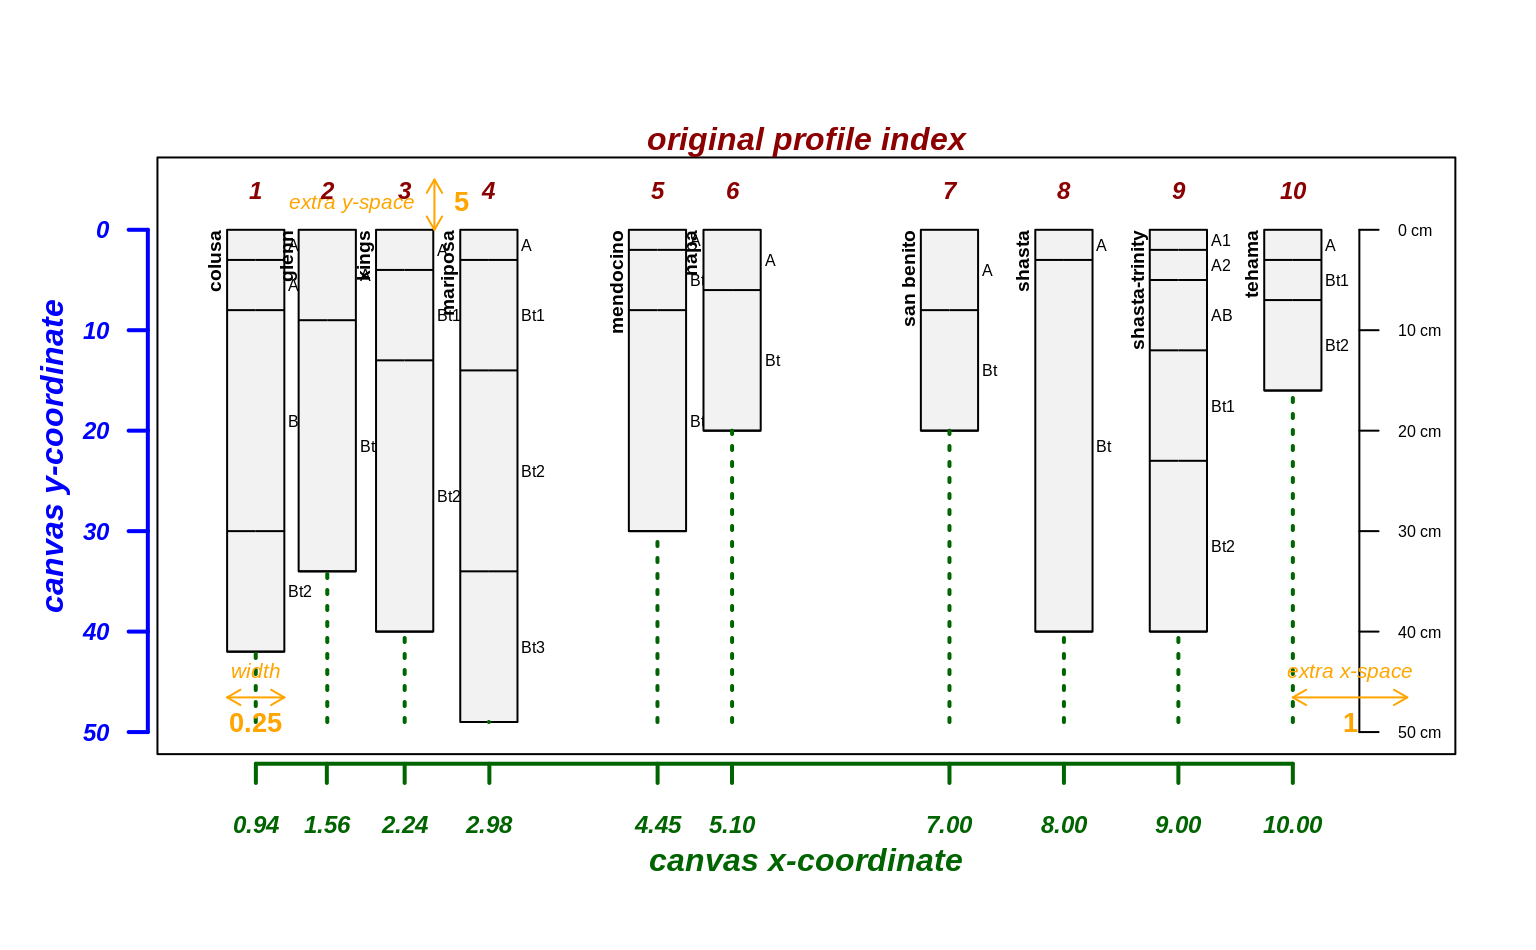 original profile index
1 2 3 4 5 6 7 8 9 10
extra y-space 5
canvas y-coordinate
0
10
20
30
40
50
colusa
A
A
Bt2
glenn
Bt
kings
A
Bt1
Bt2
mariposa
A
Bt1
Bt2
Bt3
mendocino
napa
A
Bt
san benito
A
Bt
shasta
A
Bt
shasta-trinity
A1
A2
AB
Bt1
Bt2
tehama
A
Bt1
Bt2
0 cm
10 cm
20 cm
30 cm
40 cm
50 cm
width
0.25
extra x-space
1
0.94 1.56 2.24 2.98 4.45 5.10 7.00 8.00 9.00 10.00
canvas x-coordinate